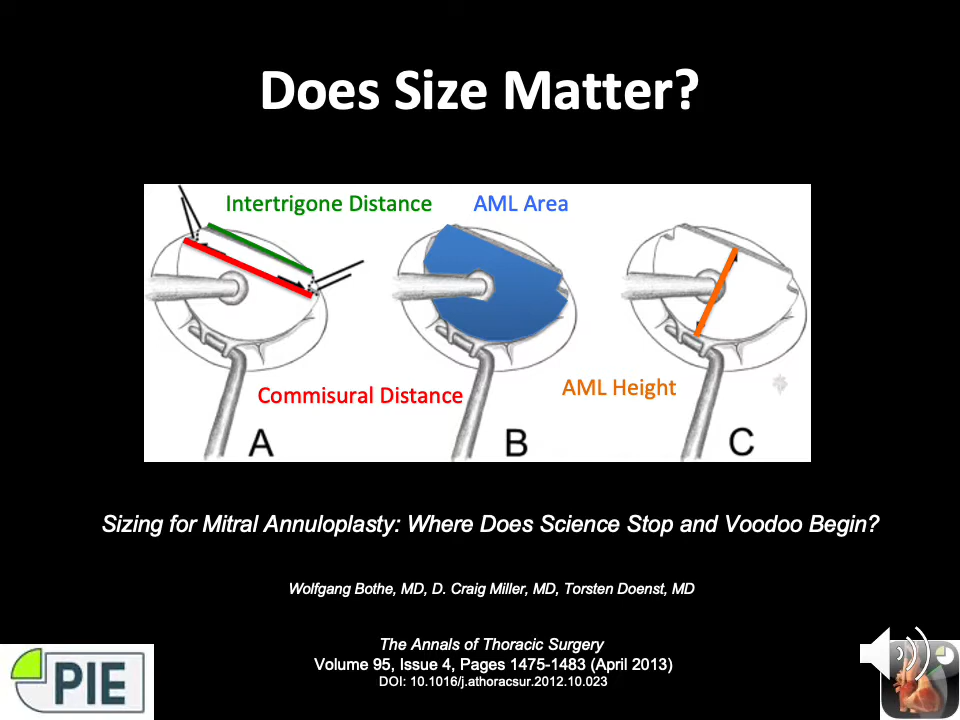 Does Size Matter?
Intertrigone Distance
AML Area
Commisural Distance
AML Height
A
B
C
Sizing for Mitral Annuloplasty: Where Does Science Stop and Voodoo Begin?
Wolfgang Bothe, MD, D. Craig Miller, MD, Torsten Doenst, MD
The Annals of Thoracic Surgery
Volume 95, Issue 4, Pages 1475-1483 (April 2013)
DOI: 10.1016/j.athoracsur.2012.10.023
PIE